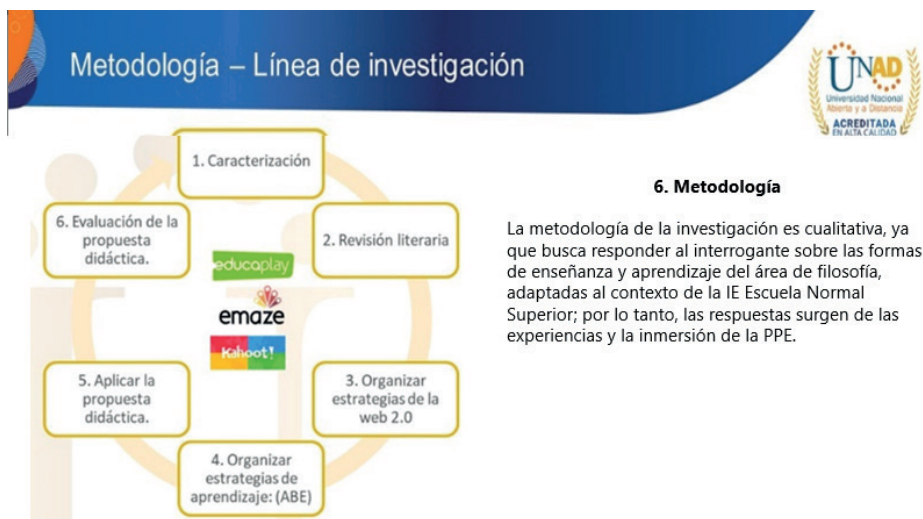 Metodología – Línea de investigación
UNAD
Universidad Nacional
Abierta y a Distancia
ACREDITADA
EN ALTA CALIDAD
1. Caracterización
2. Revisión literaria
3. Organizar
estrategias de la
web 2.0
4. Organizar
estrategias de
aprendizaje: (ABE)
5. Aplicar la
propuesta
didáctica.
6. Evaluación de la
propuesta
didáctica.
educaplay
emaze
Kahoot!
6. Metodología
La metodología de la investigación es cualitativa, ya
que busca responder al interrogante sobre las formas
de enseñanza y aprendizaje del área de filosofía,
adaptadas al contexto de la IE Escuela Normal
Superior; por lo tanto, las respuestas surgen de las
experiencias y la inmersión de la PPE.